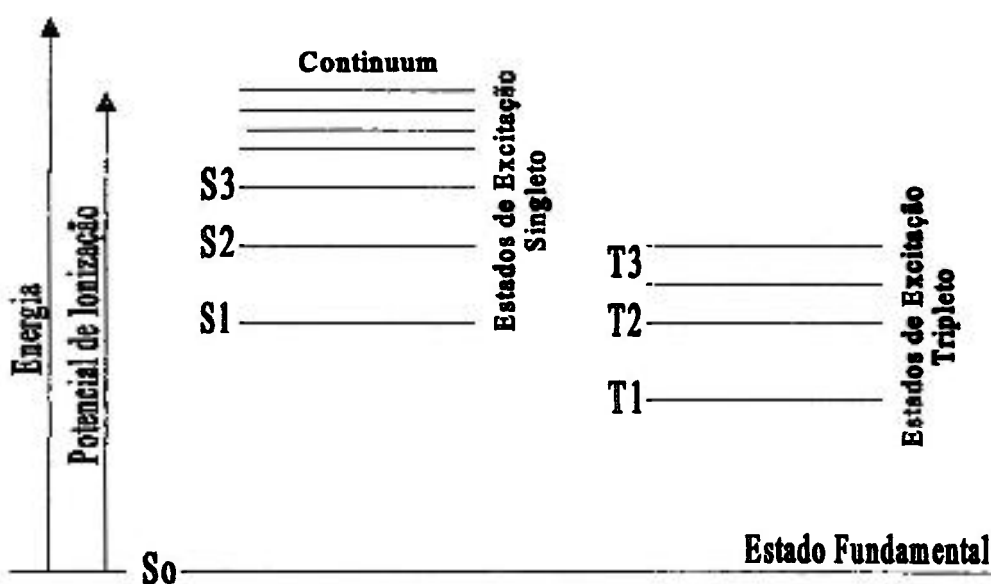 Continuum
Energia
Potencial de Ionização
S3
S2
S1
Estados de Excitação
Singleto
T3
T2
T1
Estados de Excitação
Tripleto
Estado Fundamental
So